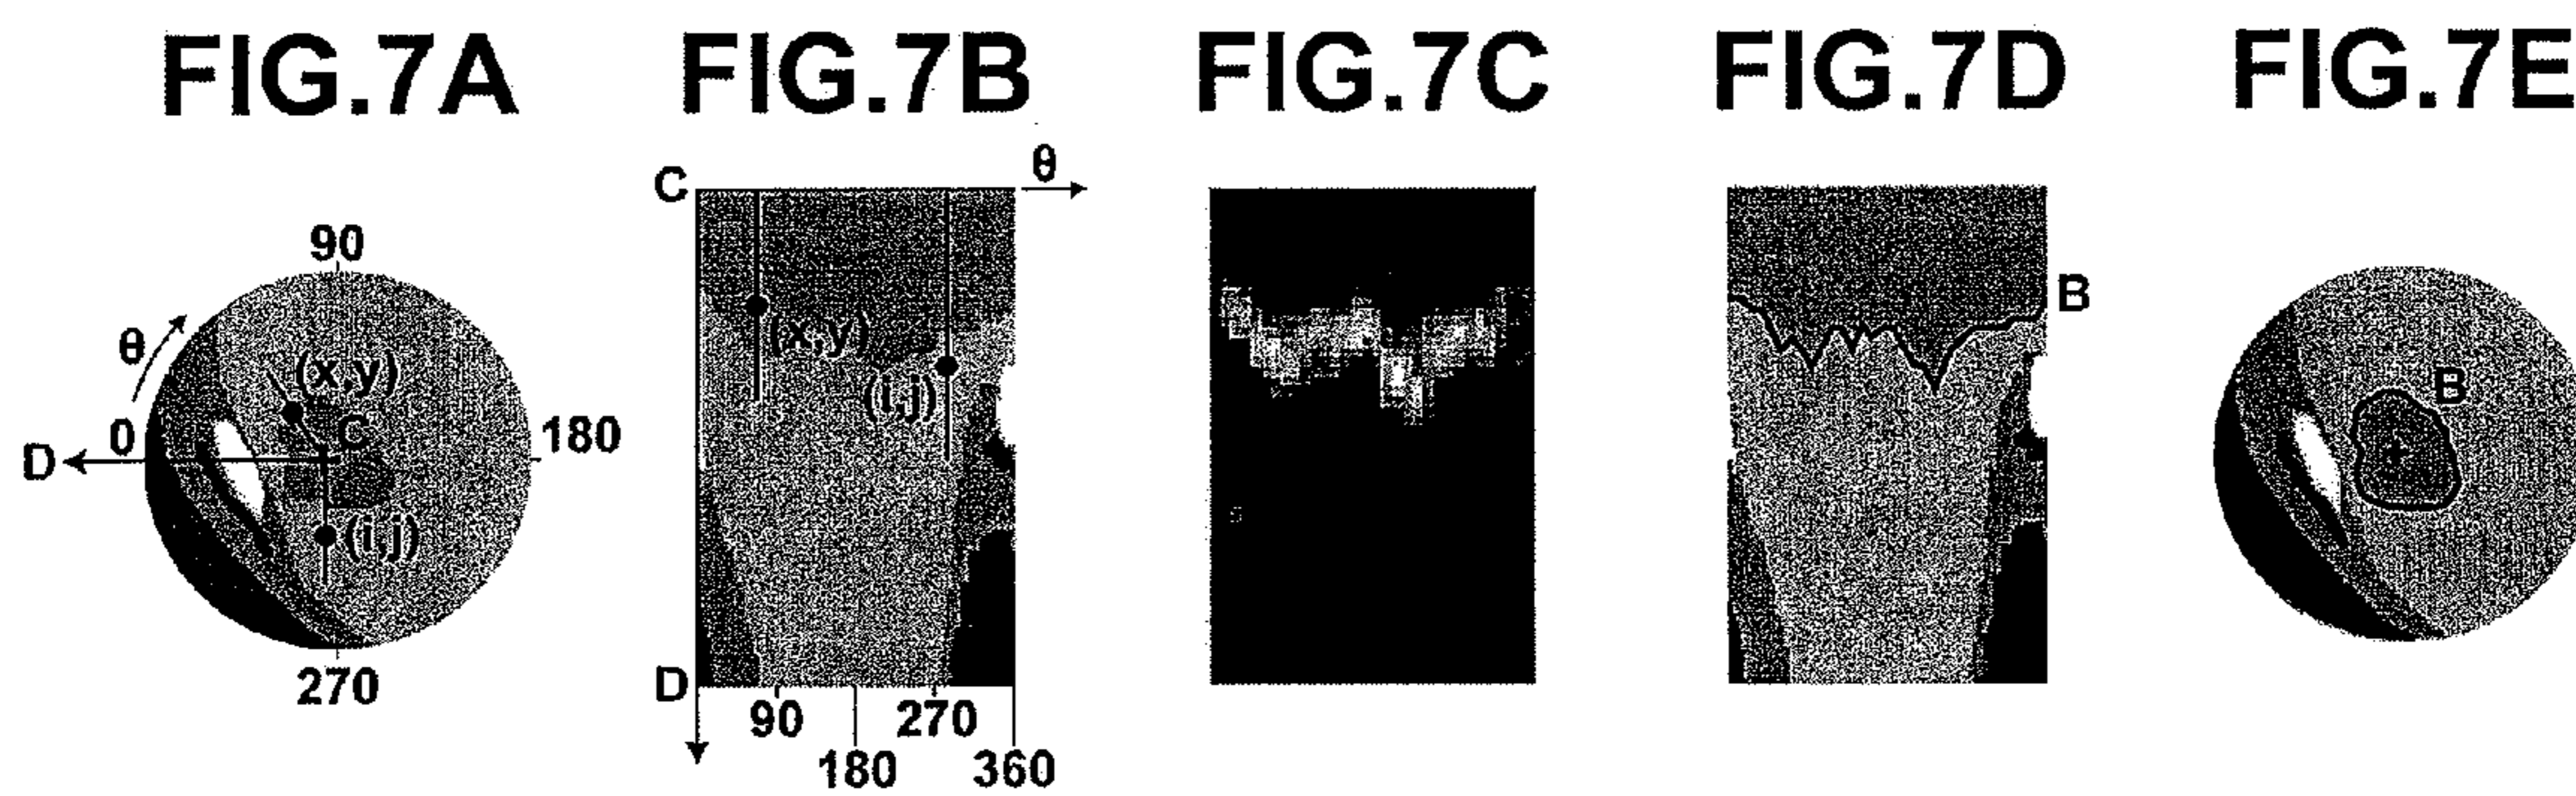 FIG.7A FIG.7B FIG.7C FIG.7D FIG.7E
90
θ
(x,y)
0
C
D
180
(i,j)
270
C
θ
(x,y)
(i,j)
D
90
270
180
360
B
B